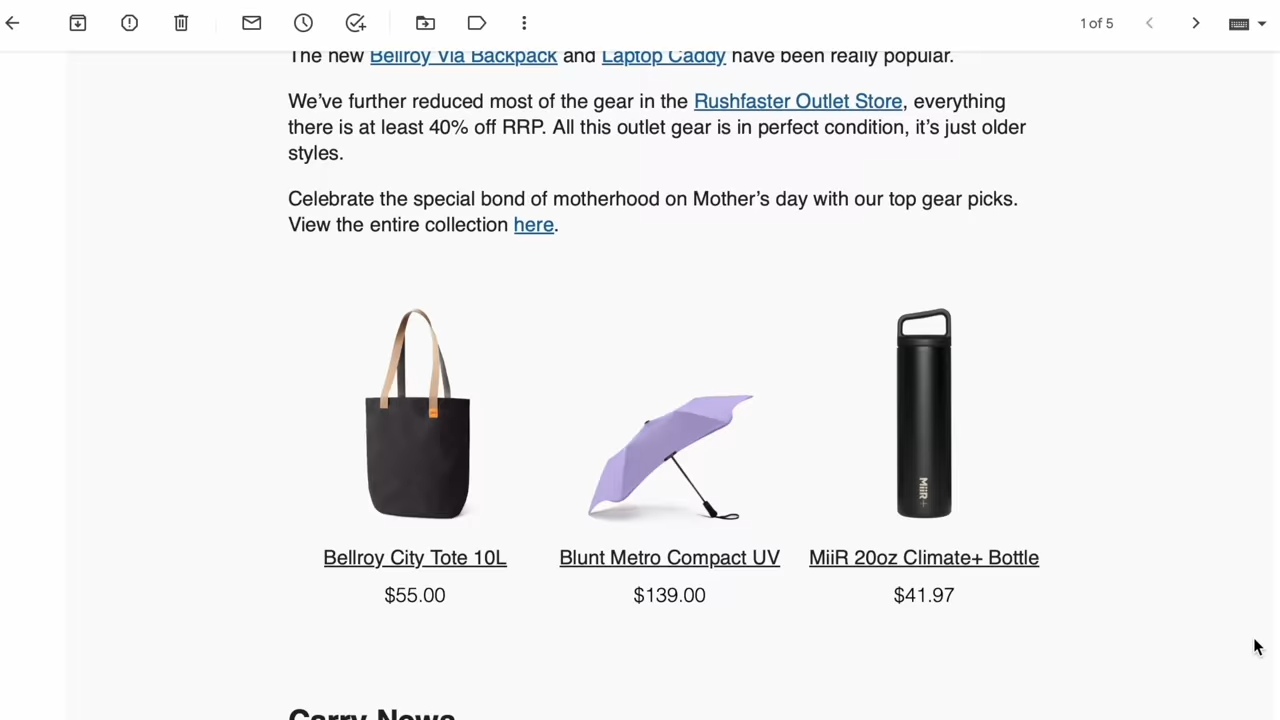 1 of 5
The new Bellroy Via Backpack and Laptop Caddy have been really popular.
We’ve further reduced most of the gear in the Rushfaster Outlet Store, everything
there is at least 40% off RRP. All this outlet gear is in perfect condition, it’s just older
styles.
Celebrate the special bond of motherhood on Mother’s day with our top gear picks.
View the entire collection here.
MiiR+
Bellroy City Tote 10L
Blunt Metro Compact UV
MiiR 20oz Climate+ Bottle
$55.00
$139.00
$41.97
Carry News